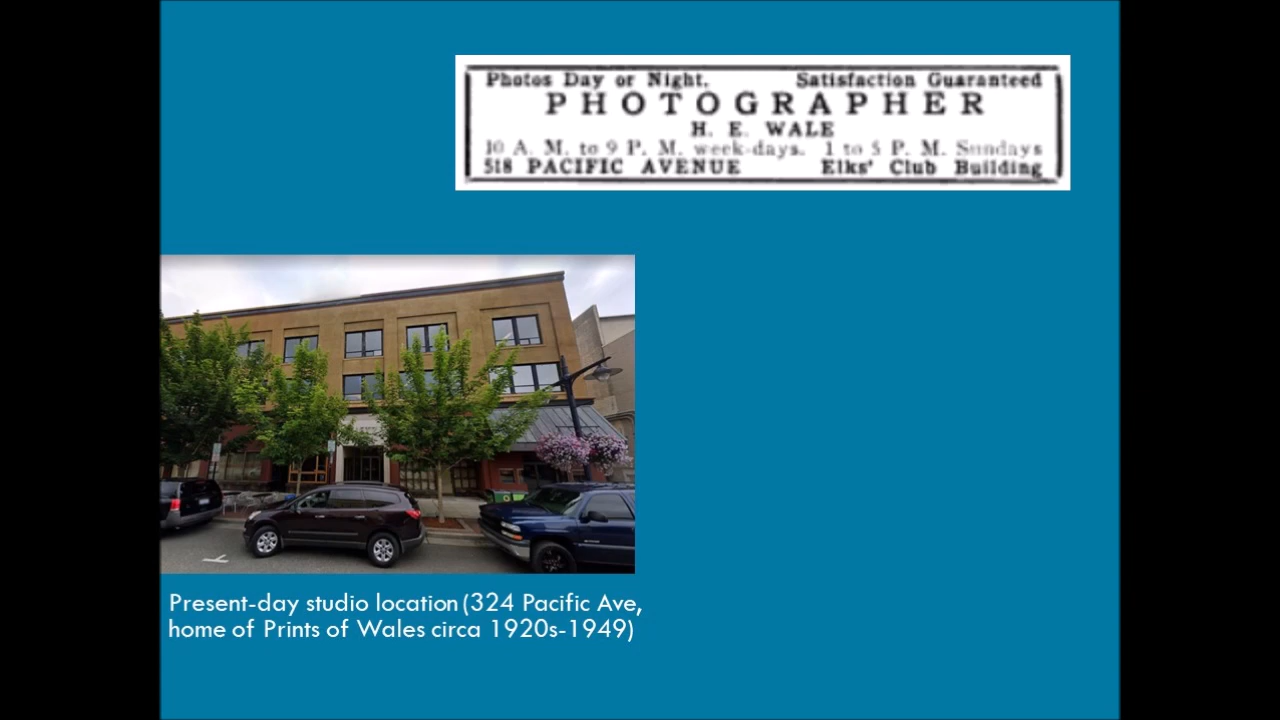 Photos Day or Night. Satisfaction Guaranteed
PHOTOGRAPHER
H. E. WALE
10 A. M. to 9 P. M. week-days. 1 to 5 P. M. Sundays
518 PACIFIC AVENUE Elks' Club Building
Present-day studio location (324 Pacific Ave,
home of Prints of Wales circa 1920s-1949)